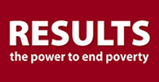 RESULTS
the power to end poverty